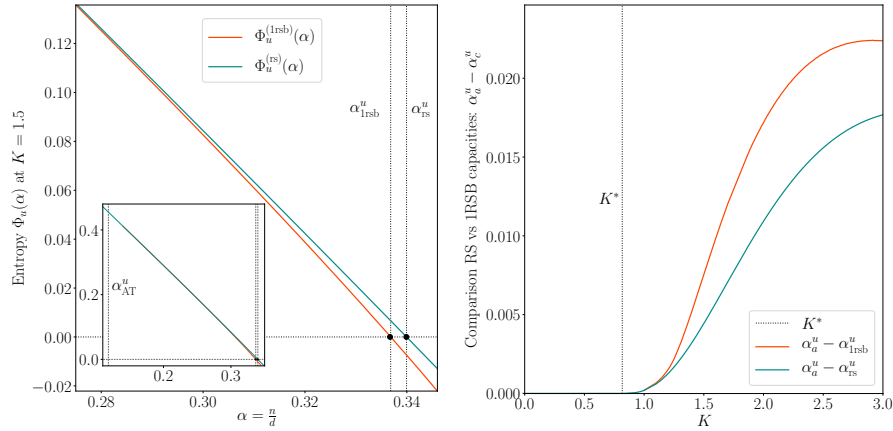 0.12
0.10
0.08
0.06
0.04
0.02
0.00
−0.02
Entropy Φ_u(α) at K = 1.5
Φ_u^{(1rsb)}(α)
Φ_u^{(rs)}(α)
α^u_{1rsb}
α^u_{rs}
0.4
0.2
0.0
α^u_{AT}
0.2 0.3
0.28 0.30 0.32 0.34
α = n/d
Comparison RS vs 1RSB capacities: α^u_a − α^u_c
0.020
0.015
0.010
0.005
0.000
K*
K*
α^u_a − α^u_{1rsb}
α^u_a − α^u_{rs}
0.0 0.5 1.0 1.5 2.0 2.5 3.0
K